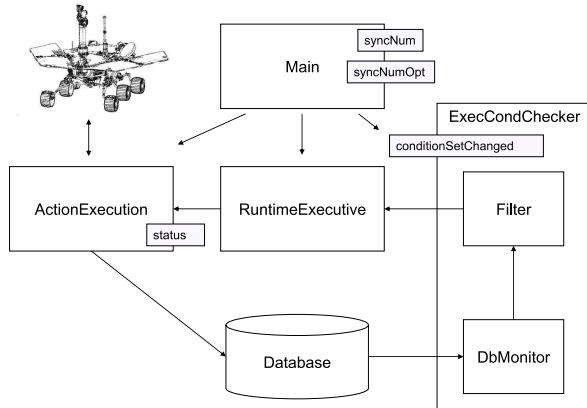 syncNum
Main
syncNumOpt
ExecCondChecker
conditionSetChanged
ActionExecution
RuntimeExecutive
Filter
status
Database
DbMonitor